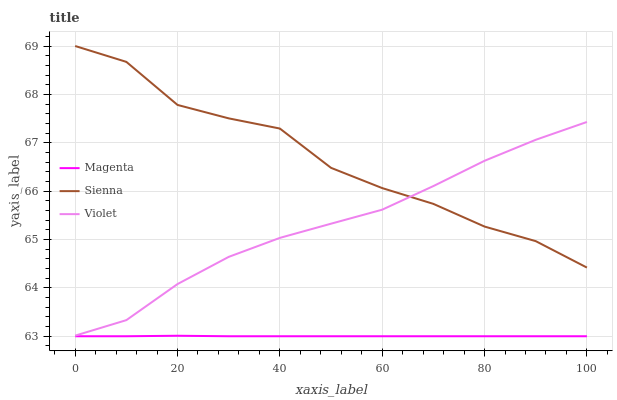 title
69
68
67
66
65
64
63
yaxis_label
Magenta
Sienna
Violet
0 20 40 60 80 100
xaxis_label